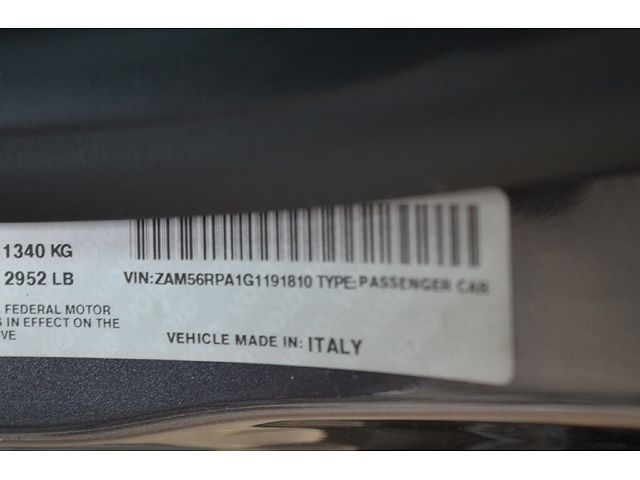 1340 KG
2952 LB
VIN:ZAM56RPA1G1191810 TYPE:PASSENGER CAR
FEDERAL MOTOR
IN EFFECT ON THE
VEHICLE MADE IN: ITALY